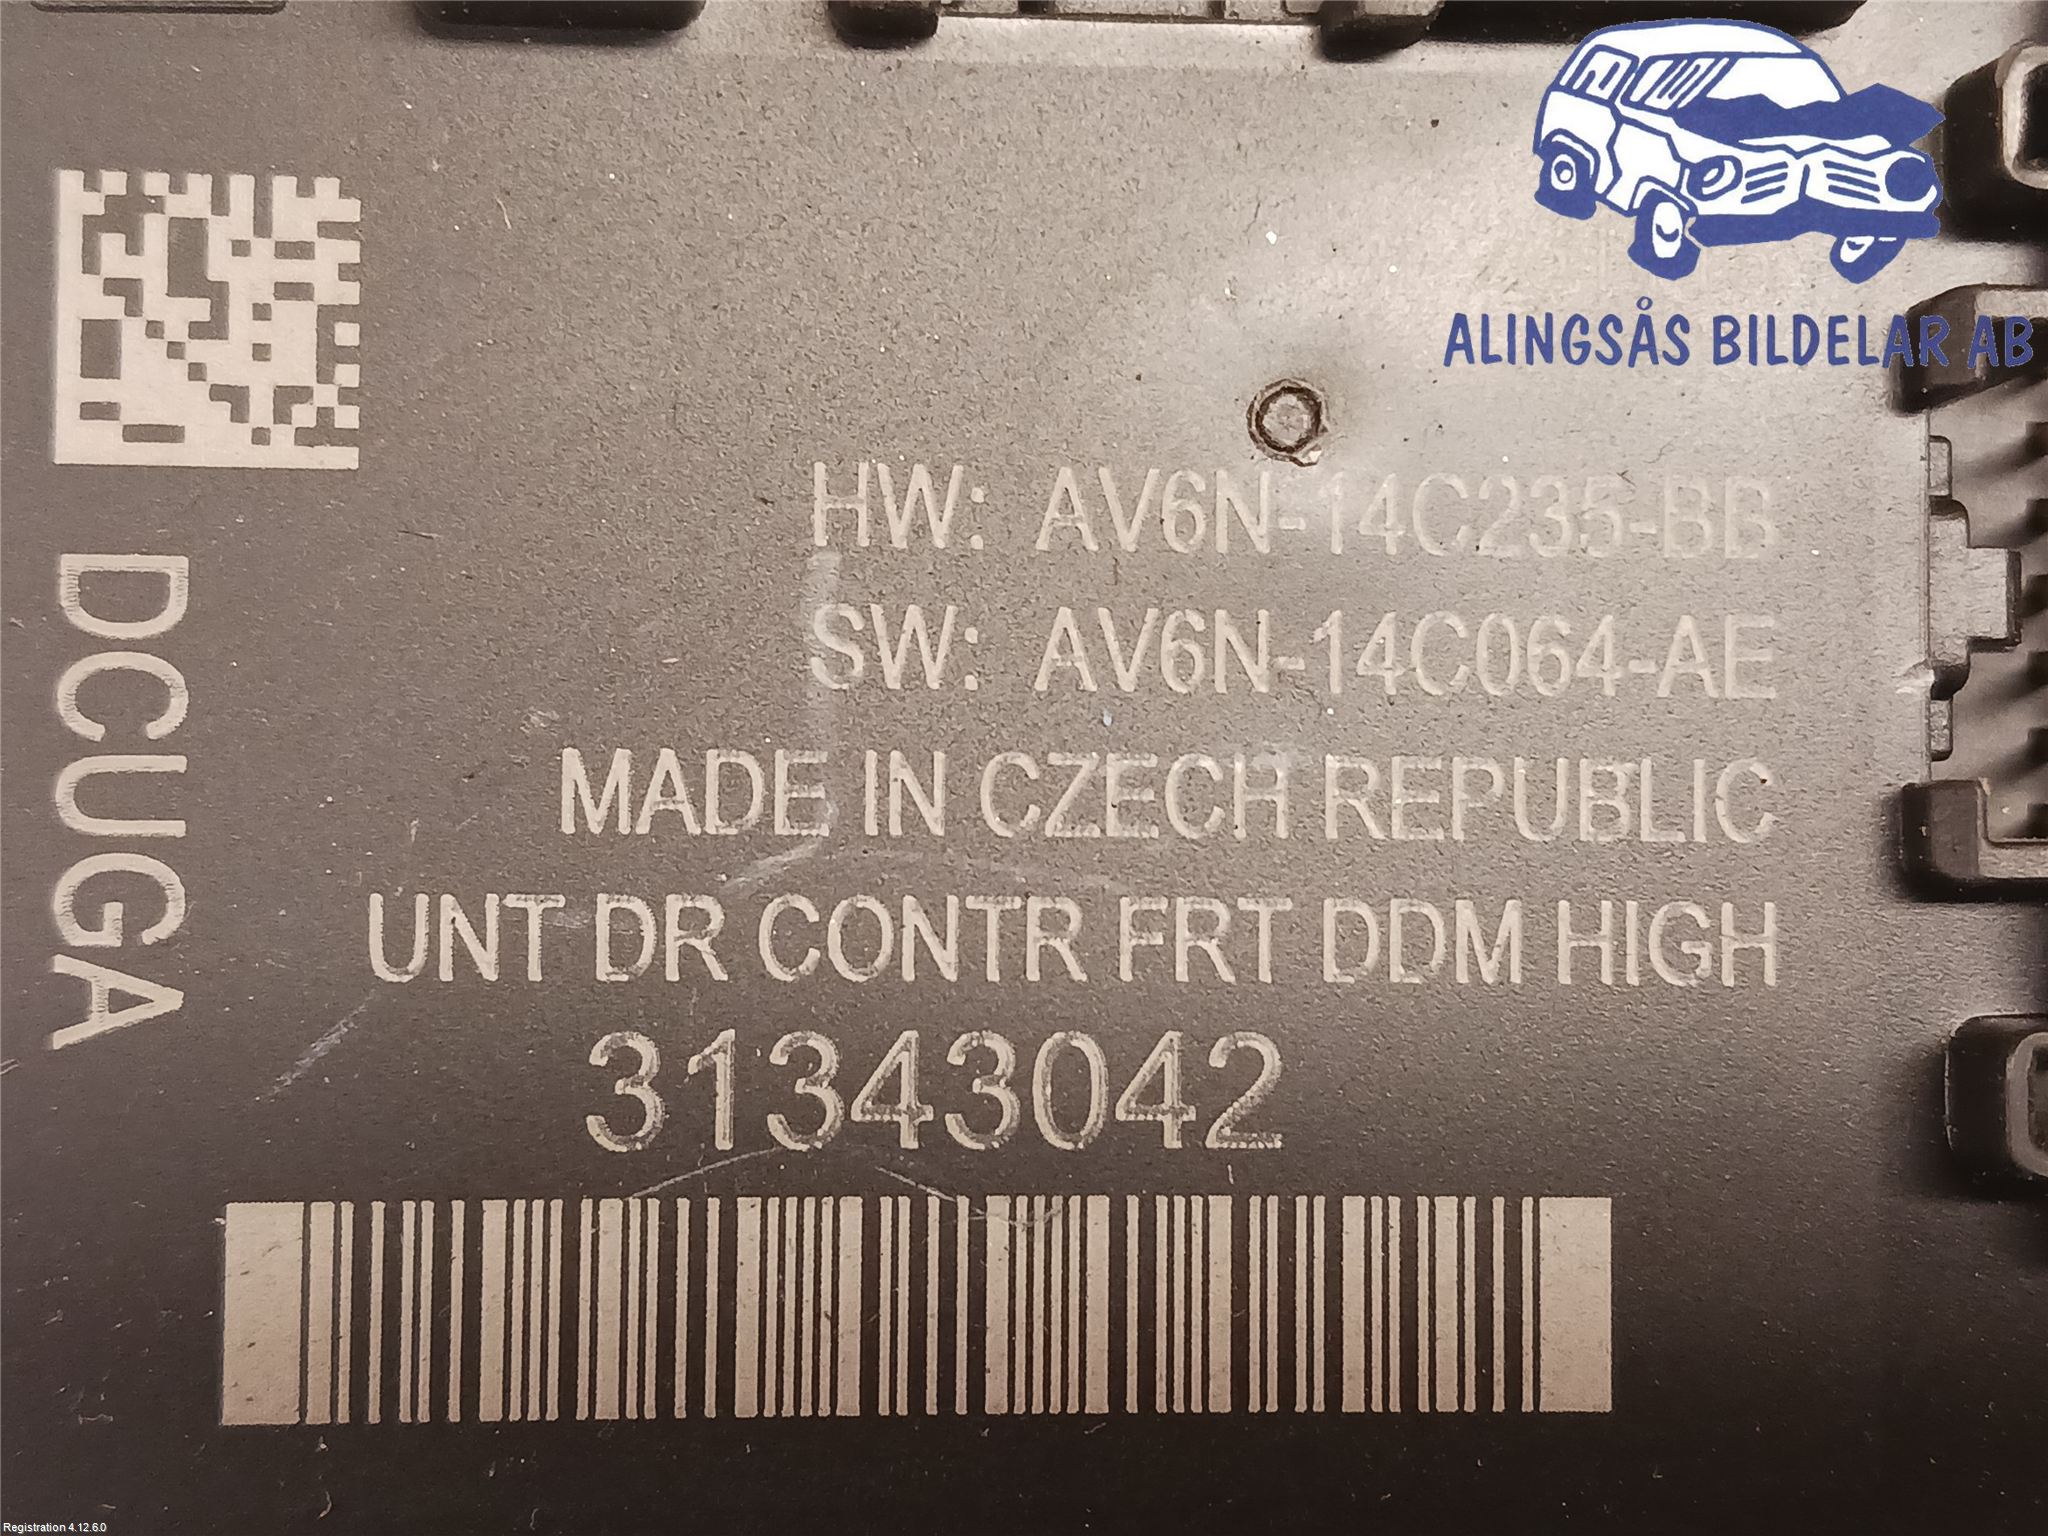 ALINGSÅS BILDELAR AB
HW: AV6N-14C235-BB
SW: AV6N-14C064-AE
MADE IN CZECH REPUBLIC
UNT DR CONTR FRT DDM HIGH
31343042
DCUGA
Registration 4.12.6.0